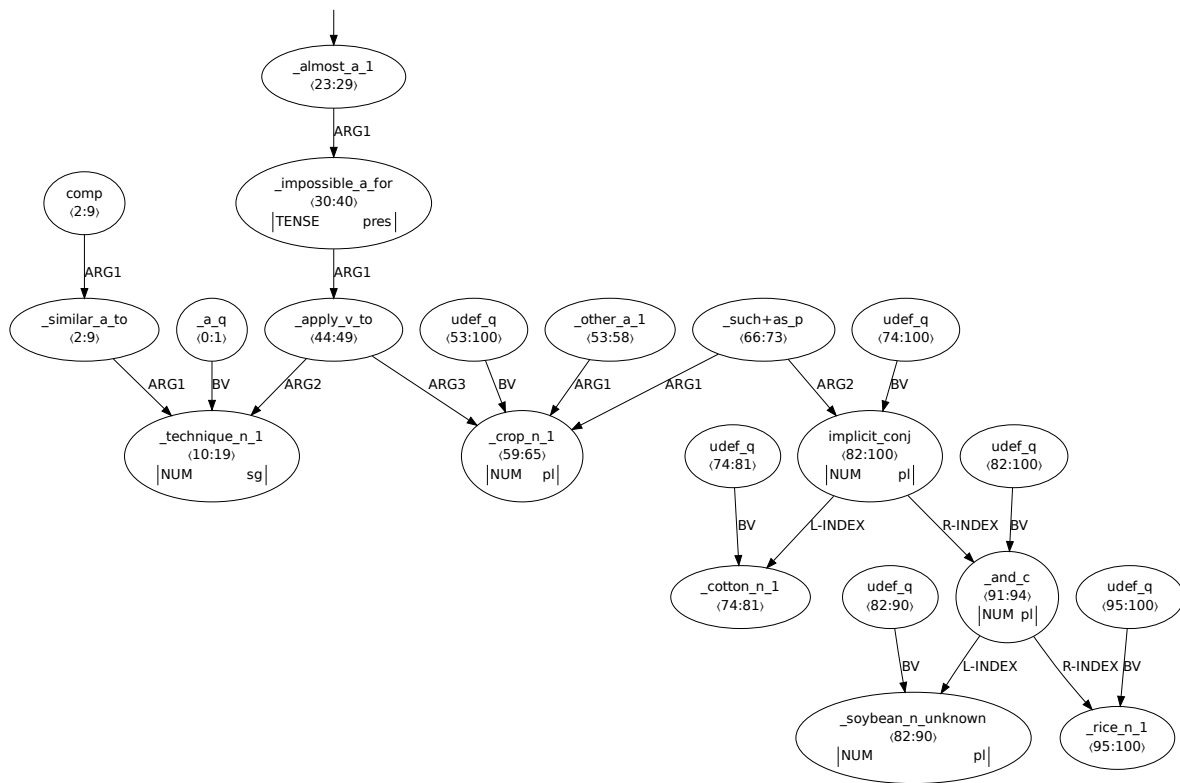 _almost_a_1
⟨23:29⟩
ARG1
_impossible_a_for
⟨30:40⟩
TENSE pres
comp
⟨2:9⟩
ARG1
ARG1
_similar_a_to
⟨2:9⟩
_a_q
⟨0:1⟩
_apply_v_to
⟨44:49⟩
udef_q
⟨53:100⟩
_other_a_1
⟨53:58⟩
_such+as_p
⟨66:73⟩
udef_q
⟨74:100⟩
ARG1
BV
ARG2
ARG3
BV
ARG1
ARG1
ARG2
BV
_technique_n_1
⟨10:19⟩
NUM sg
_crop_n_1
⟨59:65⟩
NUM pl
udef_q
⟨74:81⟩
implicit_conj
⟨82:100⟩
NUM pl
udef_q
⟨82:100⟩
BV
L-INDEX
R-INDEX
BV
_cotton_n_1
⟨74:81⟩
udef_q
⟨82:90⟩
_and_c
⟨91:94⟩
NUM pl
udef_q
⟨95:100⟩
BV
L-INDEX
R-INDEX
BV
_soybean_n_unknown
⟨82:90⟩
NUM pl
_rice_n_1
⟨95:100⟩